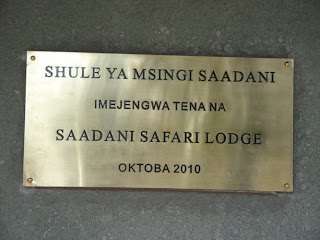 SHULE YA MSINGI SAADANI
IMEJENGWA TENA NA
SAADANI SAFARI LODGE
OKTOBA 2010